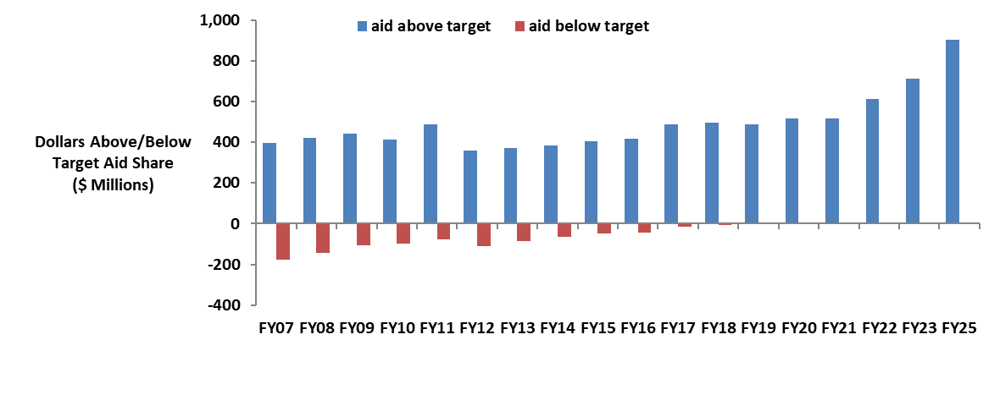 aid above target
aid below target
Dollars Above/Below
Target Aid Share
($ Millions)
1,000
800
600
400
200
0
-200
-400
FY07 FY08 FY09 FY10 FY11 FY12 FY13 FY14 FY15 FY16 FY17 FY18 FY19 FY20 FY21 FY22 FY23 FY25